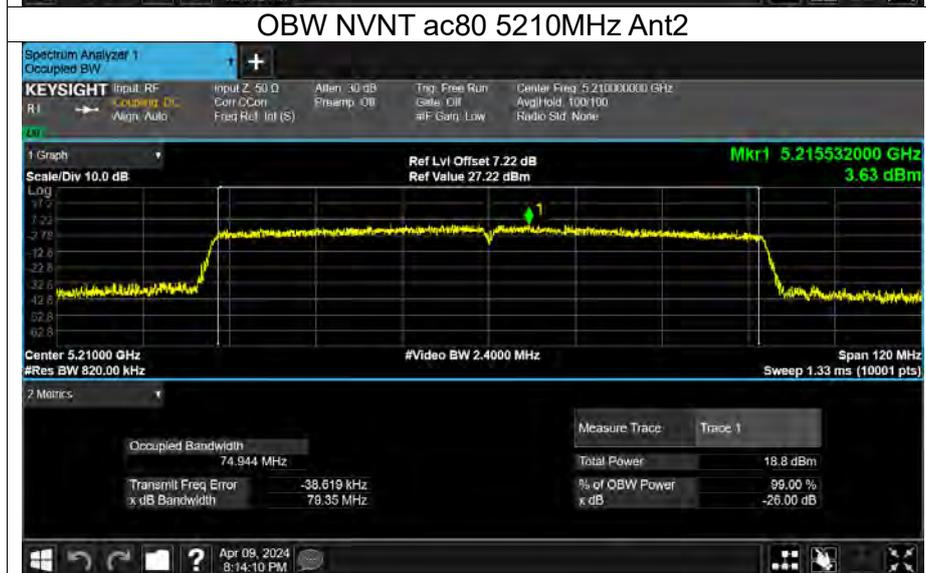 OBW NVNT ac80 5210MHz Ant2
Spectrum Analyzer 1
Occupied BW
1
+
KEYSIGHT Input: RF Input Z: 50 Ω Atten: 30 dB Trig: Free Run Center Freq: 5.210000000 GHz
R L Coupling: DC Corr CCorr Preamp: Off Gate: Off Avg|Hold: 100/100
Align: Auto Freq Ref: Int (S) #IF Gain: Low Radio Std: None
1 Graph
Ref Lvl Offset 7.22 dB
Mkr1 5.215532000 GHz
Scale/Div 10.0 dB
Ref Value 27.22 dBm
3.63 dBm
Log
17.2
7.22
1
-2.78
-12.8
-22.8
-32.8
-42.8
-52.8
-62.8
Center 5.21000 GHz
#Video BW 2.4000 MHz
Span 120 MHz
#Res BW 820.00 kHz
Sweep 1.33 ms (10001 pts)
2 Metrics
Measure Trace Trace 1
Occupied Bandwidth
74.944 MHz
Total Power 18.8 dBm
Transmit Freq Error -38.619 kHz
% of OBW Power 99.00 %
x dB Bandwidth 79.35 MHz
x dB -26.00 dB
?
Apr 09, 2024
8:14:10 PM